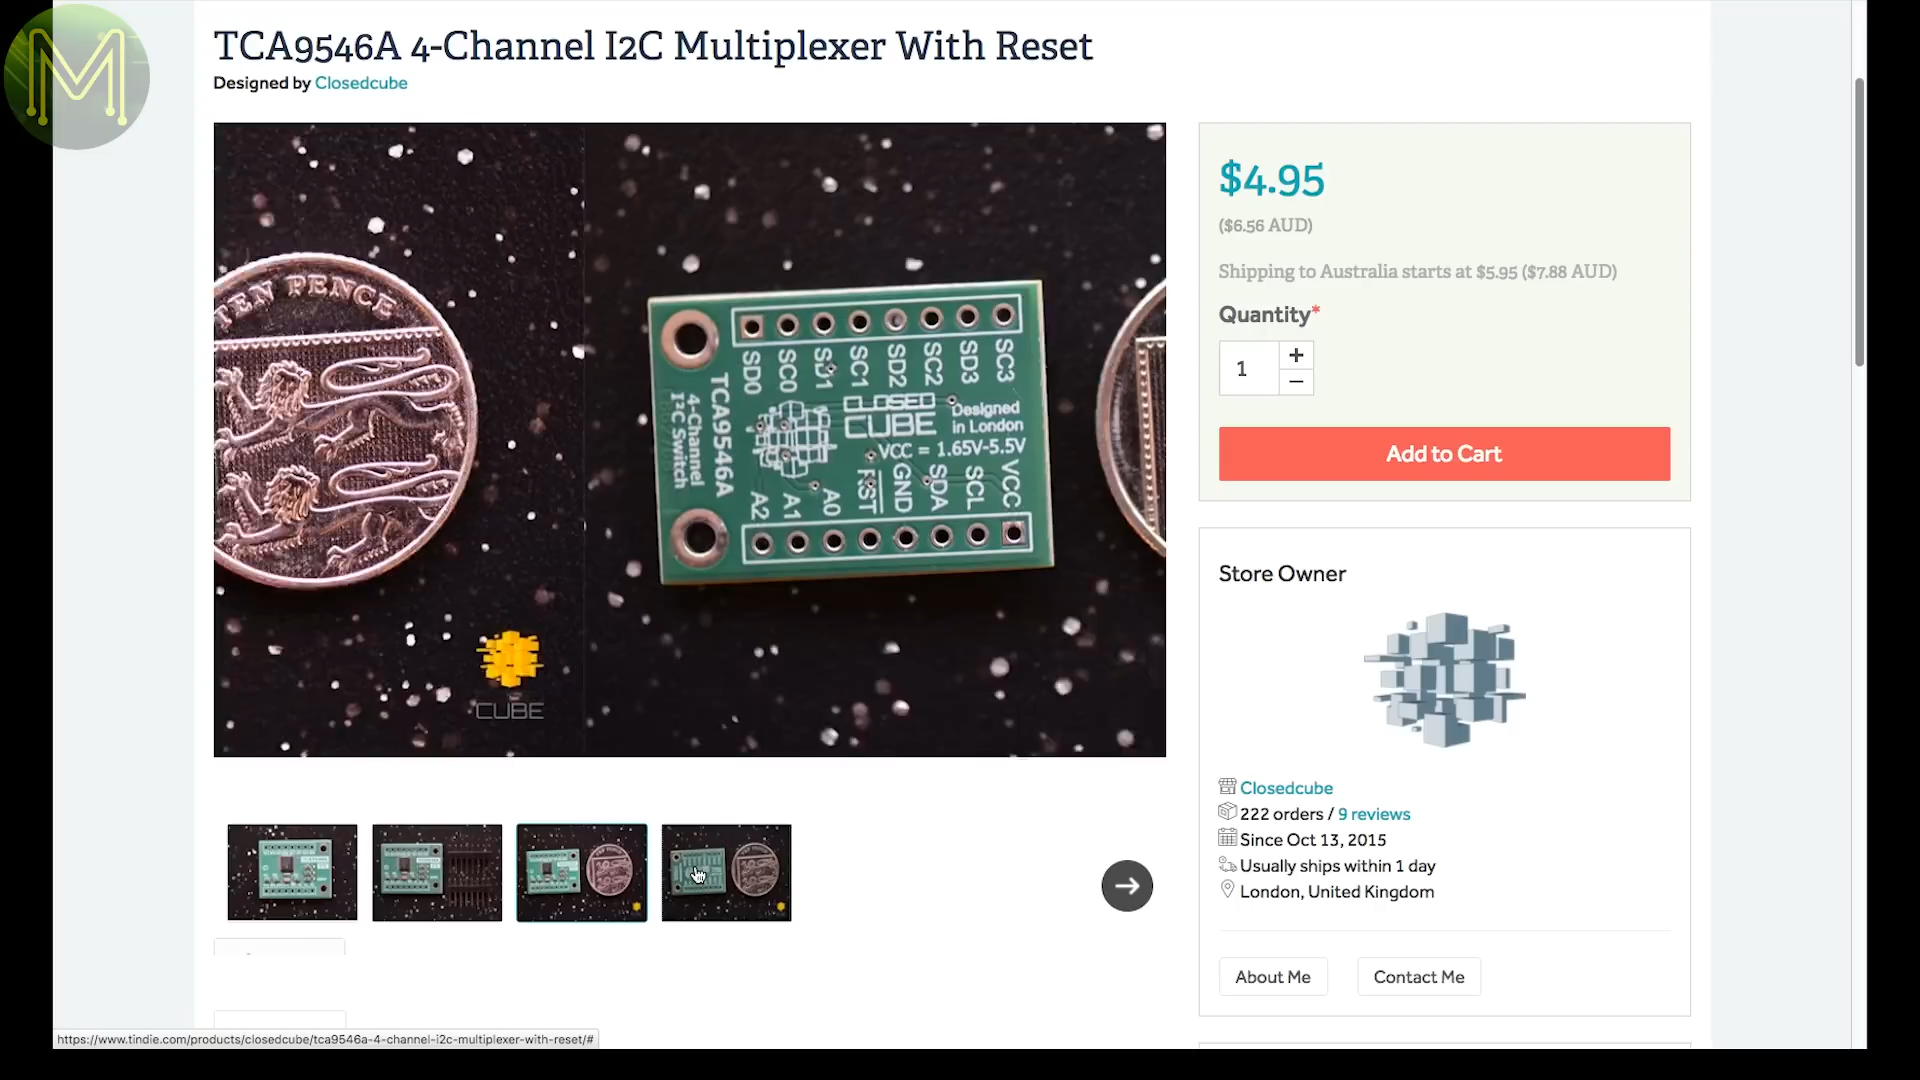 M
TCA9546A 4-Channel I2C Multiplexer With Reset
Designed by Closedcube
TEN PENCE
SD0 SC0 SD1 SC1 SD2 SC2 SD3 SC3
TCA9546A
4-Channel
I²C Switch
CLOSED
CUBE
Designed
in London
VCC = 1.65V-5.5V
A2 A1 A0 RST GND SDA SCL VCC
CUBE
$4.95
($6.56 AUD)
Shipping to Australia starts at $5.95 ($7.88 AUD)
Quantity*
1
+
−
Add to Cart
Store Owner
Closedcube
222 orders / 9 reviews
Since Oct 13, 2015
Usually ships within 1 day
London, United Kingdom
About Me
Contact Me
https://www.tindie.com/products/closedcube/tca9546a-4-channel-i2c-multiplexer-with-reset/#